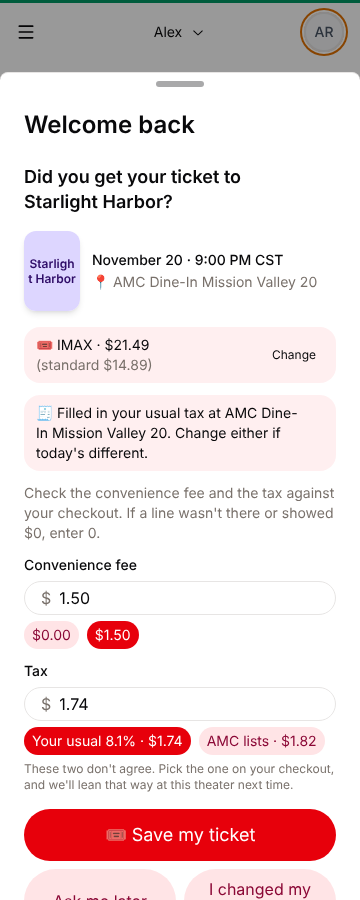 Alex
AR
Welcome back
Did you get your ticket to
Starlight Harbor?
Starligh
t Harbor
November 20 · 9:00 PM CST
📍 AMC Dine-In Mission Valley 20
🎟️ IMAX · $21.49
(standard $14.89)
Change
🧾 Filled in your usual tax at AMC Dine-
In Mission Valley 20. Change either if
today's different.
Check the convenience fee and the tax against
your checkout. If a line wasn't there or showed
$0, enter 0.
Convenience fee
$ 1.50
$0.00 $1.50
Tax
$ 1.74
Your usual 8.1% · $1.74 AMC lists · $1.82
These two don't agree. Pick the one on your checkout,
and we'll lean that way at this theater next time.
🎟️ Save my ticket
Ask me later
I changed my